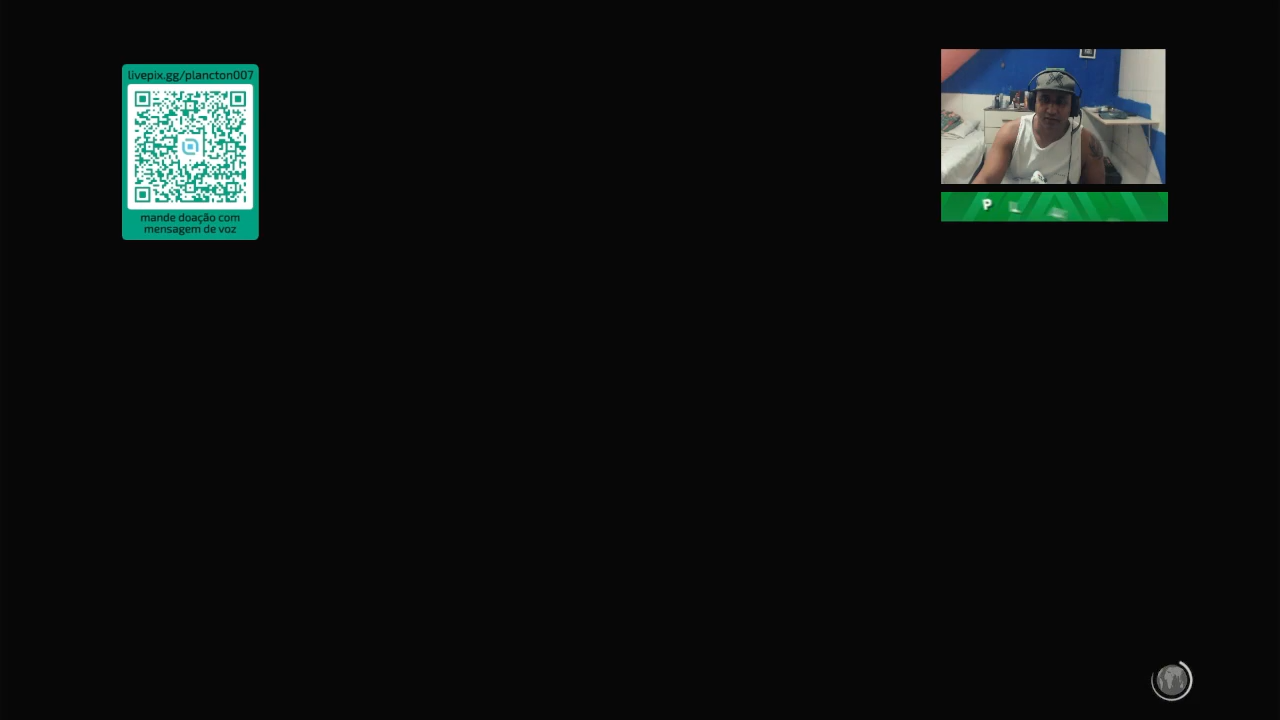 livepix.gg/plancton007
mande doação com
mensagem de voz
P L